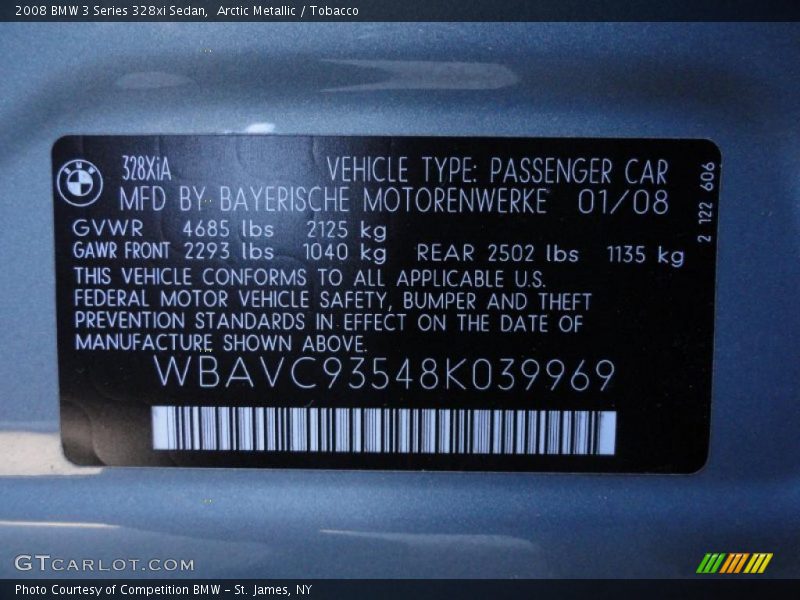 2008 BMW 3 Series 328xi Sedan,  Arctic Metallic / Tobacco
BMW
328XiA VEHICLE TYPE: PASSENGER CAR
MFD BY BAYERISCHE MOTORENWERKE 01/08
2 122 606
GVWR 4685 lbs 2125 kg
GAWR FRONT 2293 lbs 1040 kg REAR 2502 lbs 1135 kg
THIS VEHICLE CONFORMS TO ALL APPLICABLE U.S.
FEDERAL MOTOR VEHICLE SAFETY, BUMPER AND THEFT
PREVENTION STANDARDS IN EFFECT ON THE DATE OF
MANUFACTURE SHOWN ABOVE.
WBAVC93548K039969
GTCARLOT.COM
Photo Courtesy of Competition BMW – St. James, NY